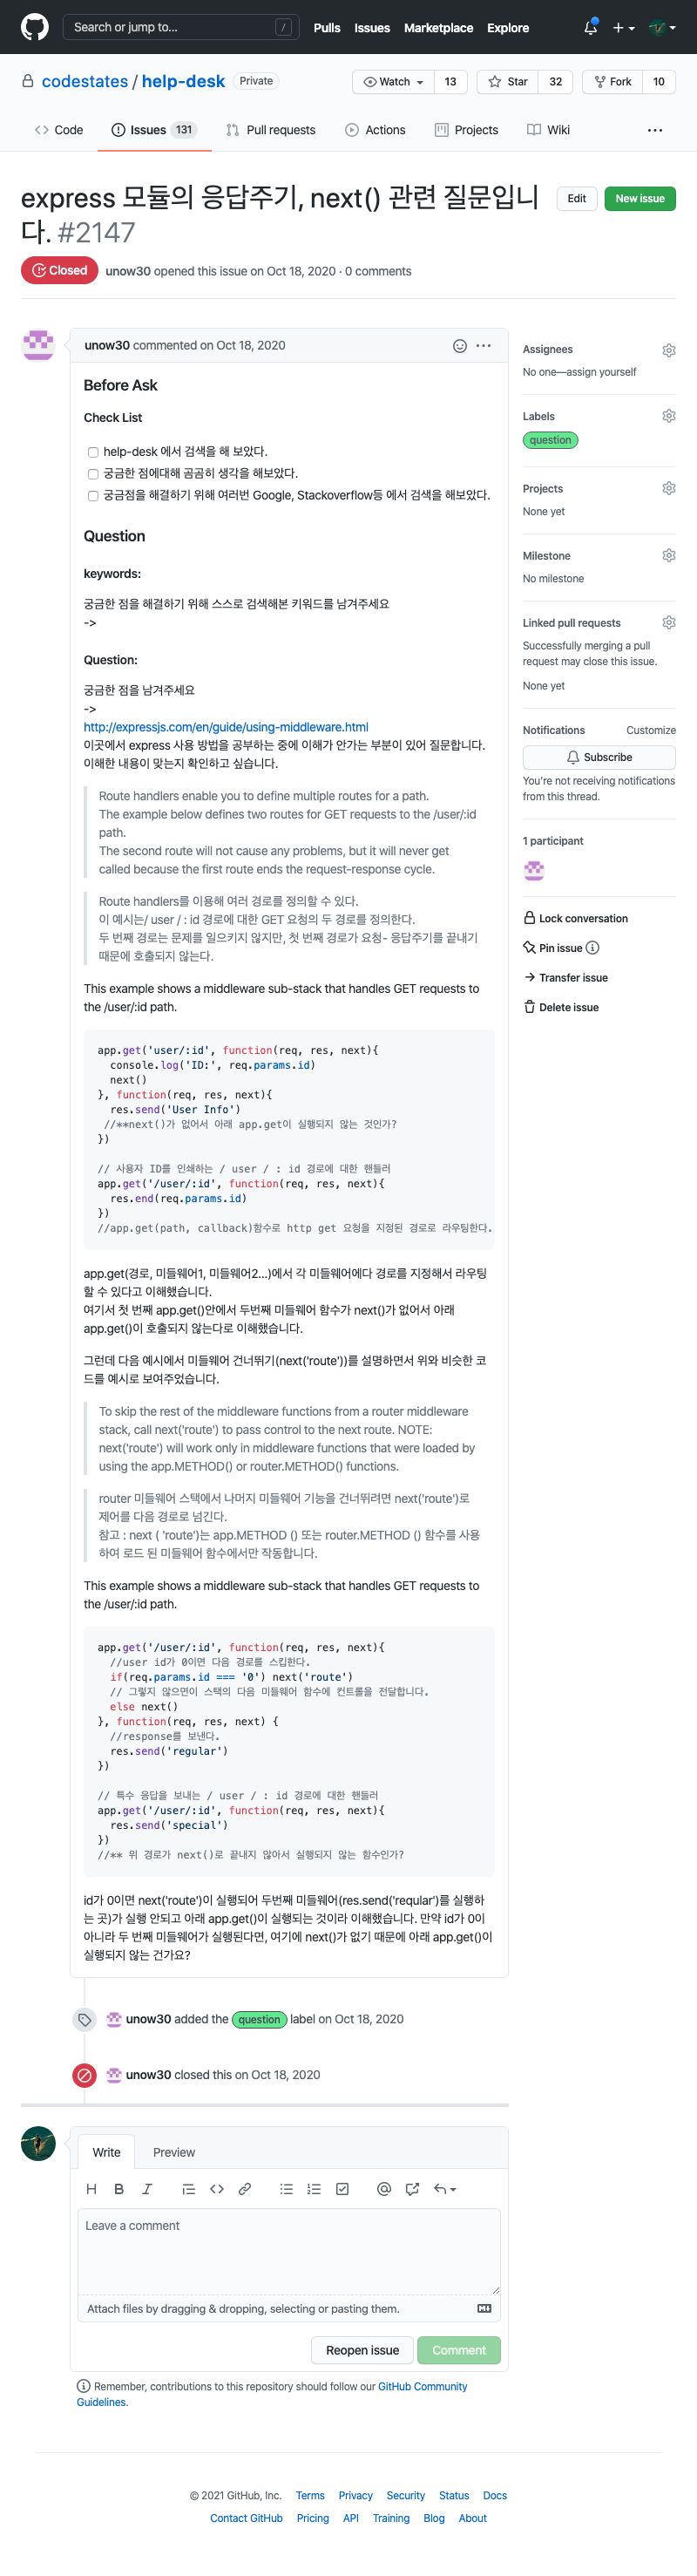 Search or jump to... /
Pulls Issues Marketplace Explore
codestates / help-desk Private
Watch 13 Star 32 Fork 10
Code Issues 131 Pull requests Actions Projects Wiki ...
express 모듈의 응답주기, next() 관련 질문입니
다. #2147
Edit New issue
Closed unow30 opened this issue on Oct 18, 2020 · 0 comments
unow30 commented on Oct 18, 2020
Before Ask
Check List
help-desk 에서 검색을 해 보았다.
궁금한 점에대해 곰곰히 생각을 해보았다.
궁금점을 해결하기 위해 여러번 Google, Stackoverflow등 에서 검색을 해보았다.
Question
keywords:
궁금한 점을 해결하기 위해 스스로 검색해본 키워드를 남겨주세요
->
Question:
궁금한 점을 남겨주세요
->
http://expressjs.com/en/guide/using-middleware.html
이곳에서 express 사용 방법을 공부하는 중에 이해가 안가는 부분이 있어 질문합니다.
이해한 내용이 맞는지 확인하고 싶습니다.
Route handlers enable you to define multiple routes for a path.
The example below defines two routes for GET requests to the /user/:id
path.
The second route will not cause any problems, but it will never get
called because the first route ends the request-response cycle.
Route handlers를 이용해 여러 경로를 정의할 수 있다.
이 예시는/ user / : id 경로에 대한 GET 요청의 두 경로를 정의한다.
두 번째 경로는 문제를 일으키지 않지만, 첫 번째 경로가 요청- 응답주기를 끝내기
때문에 호출되지 않는다.
This example shows a middleware sub-stack that handles GET requests to
the /user/:id path.
app.get('user/:id', function(req, res, next){
console.log('ID:', req.params.id)
next()
}, function(req, res, next){
res.send('User Info')
//**next()가 없어서 아래 app.get이 실행되지 않는 것인가?
})
// 사용자 ID를 인쇄하는 / user / : id 경로에 대한 핸들러
app.get('/user/:id', function(req, res, next){
res.end(req.params.id)
})
//app.get(path, callback)함수로 http get 요청을 지정된 경로로 라우팅한다.
app.get(경로, 미들웨어1, 미들웨어2...)에서 각 미들웨어에다 경로를 지정해서 라우팅
할 수 있다고 이해했습니다.
여기서 첫 번째 app.get()안에서 두번째 미들웨어 함수가 next()가 없어서 아래
app.get()이 호출되지 않는다로 이해했습니다.
그런데 다음 예시에서 미들웨어 건너뛰기(next('route'))를 설명하면서 위와 비슷한 코
드를 예시로 보여주었습니다.
To skip the rest of the middleware functions from a router middleware
stack, call next('route') to pass control to the next route. NOTE:
next('route') will work only in middleware functions that were loaded by
using the app.METHOD() or router.METHOD() functions.
router 미들웨어 스택에서 나머지 미들웨어 기능을 건너뛰려면 next('route')로
제어를 다음 경로로 넘긴다.
참고 : next ( 'route')는 app.METHOD () 또는 router.METHOD () 함수를 사용
하여 로드 된 미들웨어 함수에서만 작동합니다.
This example shows a middleware sub-stack that handles GET requests to
the /user/:id path.
app.get('/user/:id', function(req, res, next){
//user id가 0이면 다음 경로를 스킵한다.
if(req.params.id === '0') next('route')
// 그렇지 않으면이 스택의 다음 미들웨어 함수에 컨트롤을 전달합니다.
else next()
}, function(req, res, next) {
//response를 보낸다.
res.send('regular')
})
// 특수 응답을 보내는 / user / : id 경로에 대한 핸들러
app.get('/user/:id', function(req, res, next){
res.send('special')
})
//** 위 경로가 next()로 끝내지 않아서 실행되지 않는 함수인가?
id가 0이면 next('route')이 실행되어 두번째 미들웨어(res.send('reqular')를 실행하
는 곳)가 실행 안되고 아래 app.get()이 실행되는 것이라 이해했습니다. 만약 id가 0이
아니라 두 번째 미들웨어가 실행된다면, 여기에 next()가 없기 때문에 아래 app.get()이
실행되지 않는 건가요?
Assignees
No one—assign yourself
Labels
question
Projects
None yet
Milestone
No milestone
Linked pull requests
Successfully merging a pull
request may close this issue.
None yet
Notifications Customize
Subscribe
You're not receiving notifications
from this thread.
1 participant
Lock conversation
Pin issue
Transfer issue
Delete issue
unow30 added the question label on Oct 18, 2020
unow30 closed this on Oct 18, 2020
Write Preview
Leave a comment
Attach files by dragging & dropping, selecting or pasting them.
Reopen issue Comment
Remember, contributions to this repository should follow our GitHub Community
Guidelines.
© 2021 GitHub, Inc. Terms Privacy Security Status Docs
Contact GitHub Pricing API Training Blog About